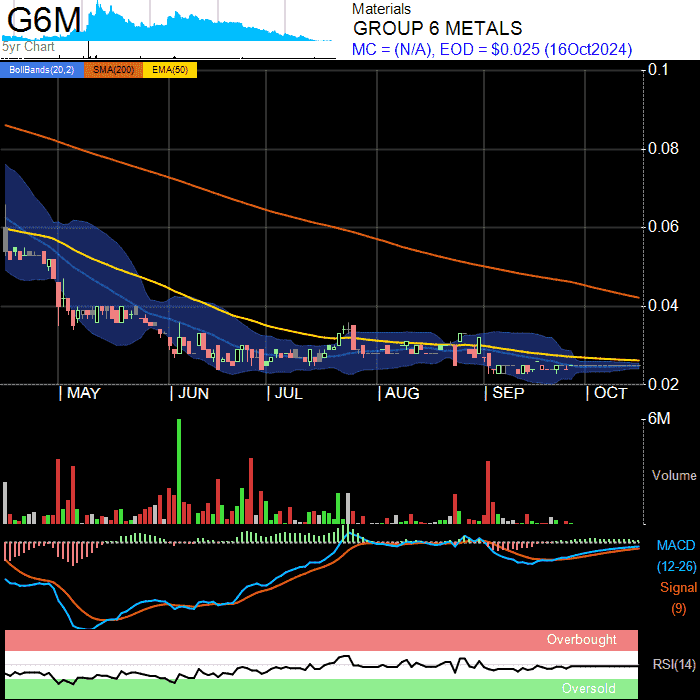 G6M
5yr Chart
Materials
GROUP 6 METALS
MC = (N/A), EOD = $0.025 (16Oct2024)
BollBands(20,2) SMA(200) EMA(50)
0.1
0.08
0.06
0.04
0.02
MAY JUN JUL AUG SEP OCT
6M
Volume
MACD
(12-26)
Signal
(9)
Overbought
RSI(14)
Oversold